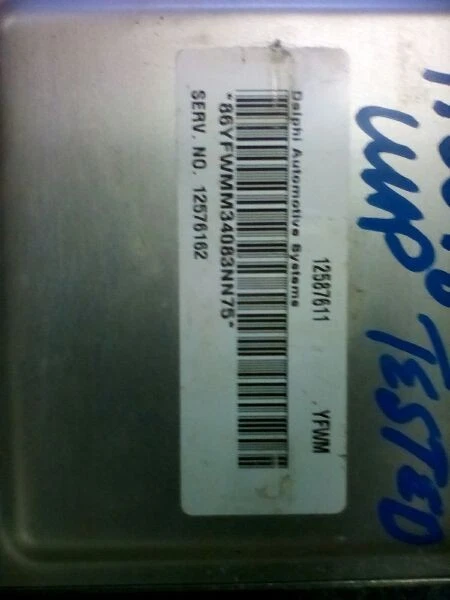 12587611 YFWM
Delphi Automotive Systems
*86YFWMM34083NN75*
SERV. NO. 12576162
TESTED